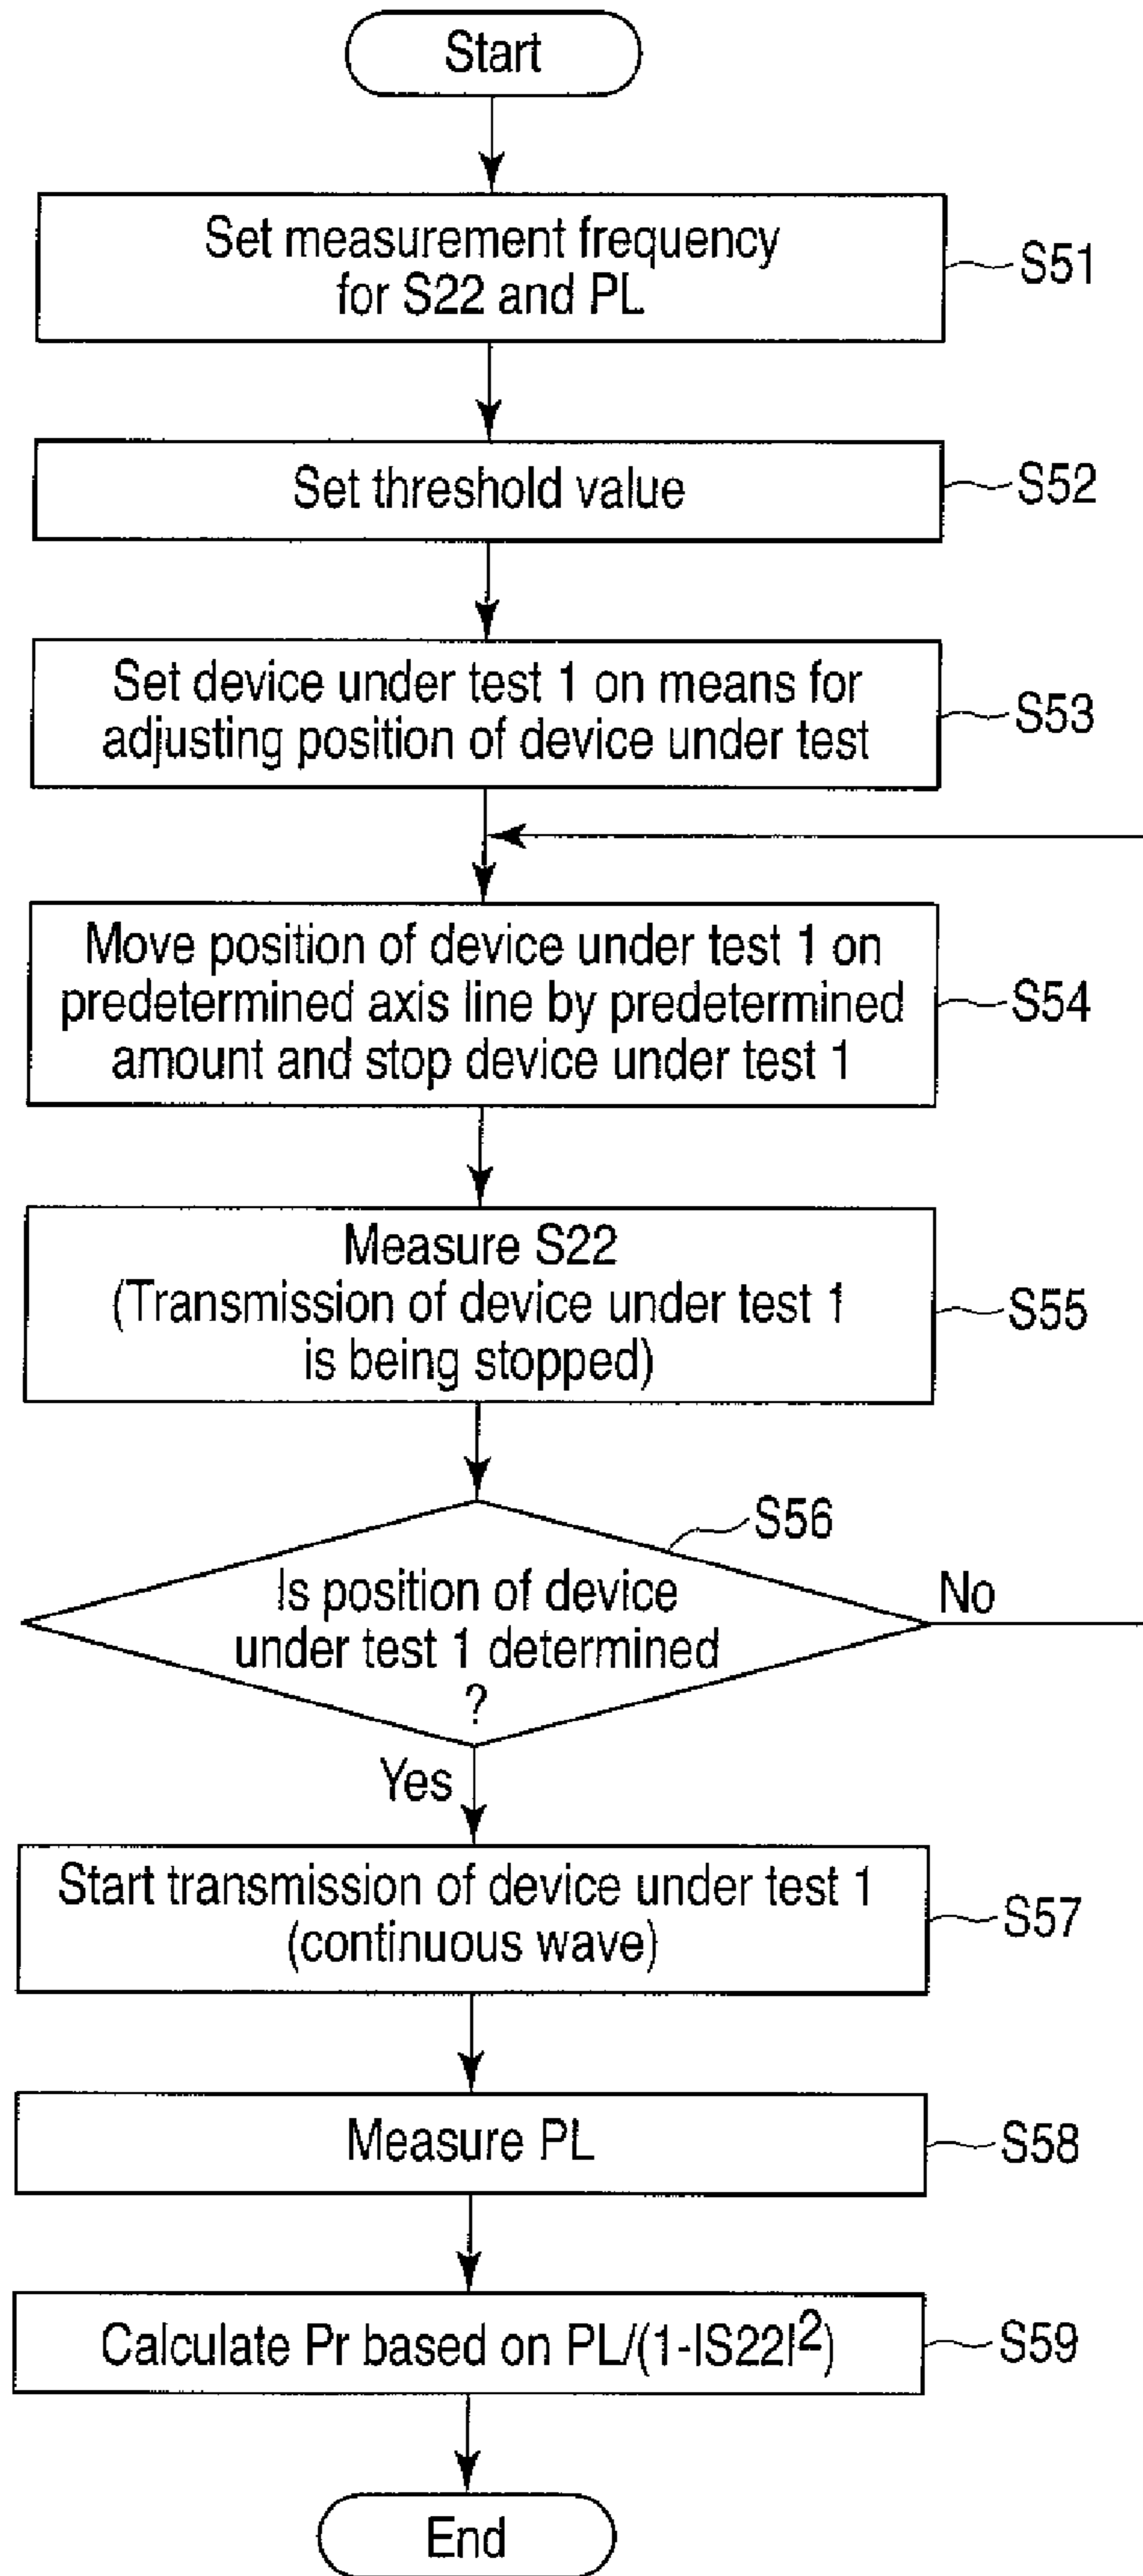 Start
Set measurement frequency
for S22 and PL
S51
Set threshold value
S52
Set device under test 1 on means for
adjusting position of device under test
S53
Move position of device under test 1 on
predetermined axis line by predetermined
amount and stop device under test 1
S54
Measure S22
(Transmission of device under test 1
is being stopped)
S55
S56
Is position of device
under test 1 determined
?
No
Yes
Start transmission of device under test 1
(continuous wave)
S57
Measure PL
S58
Calculate Pr based on PL/(1-|S22|²)
S59
End